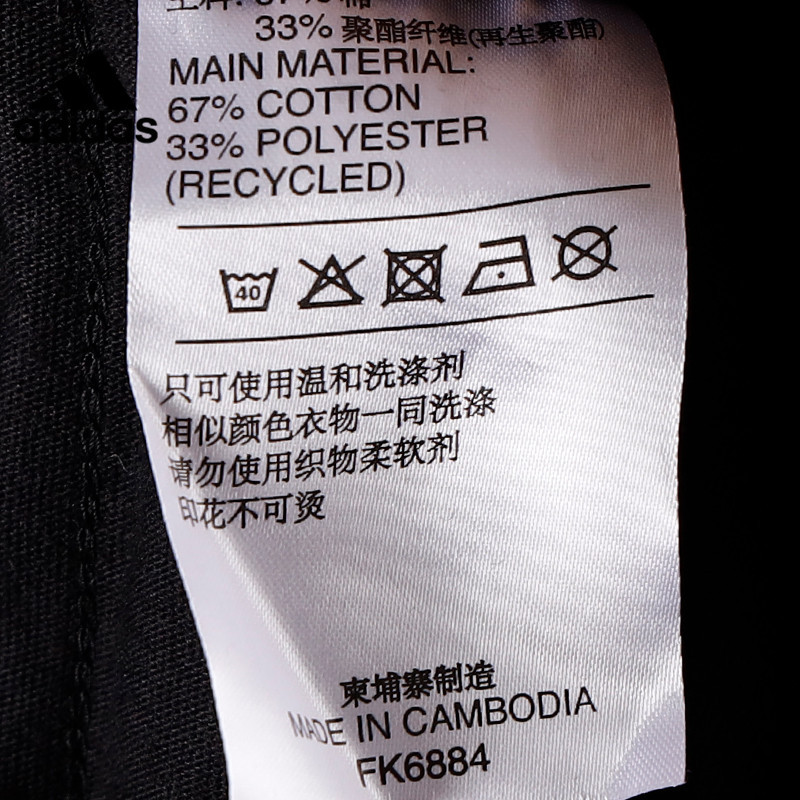 33% 聚酯纤维(再生聚酯)
MAIN MATERIAL:
67% COTTON
adidas
33% POLYESTER
(RECYCLED)
40
只可使用温和洗涤剂
相似颜色衣物一同洗涤
请勿使用织物柔软剂
印花不可烫
柬埔寨制造
MADE IN CAMBODIA
FK6884